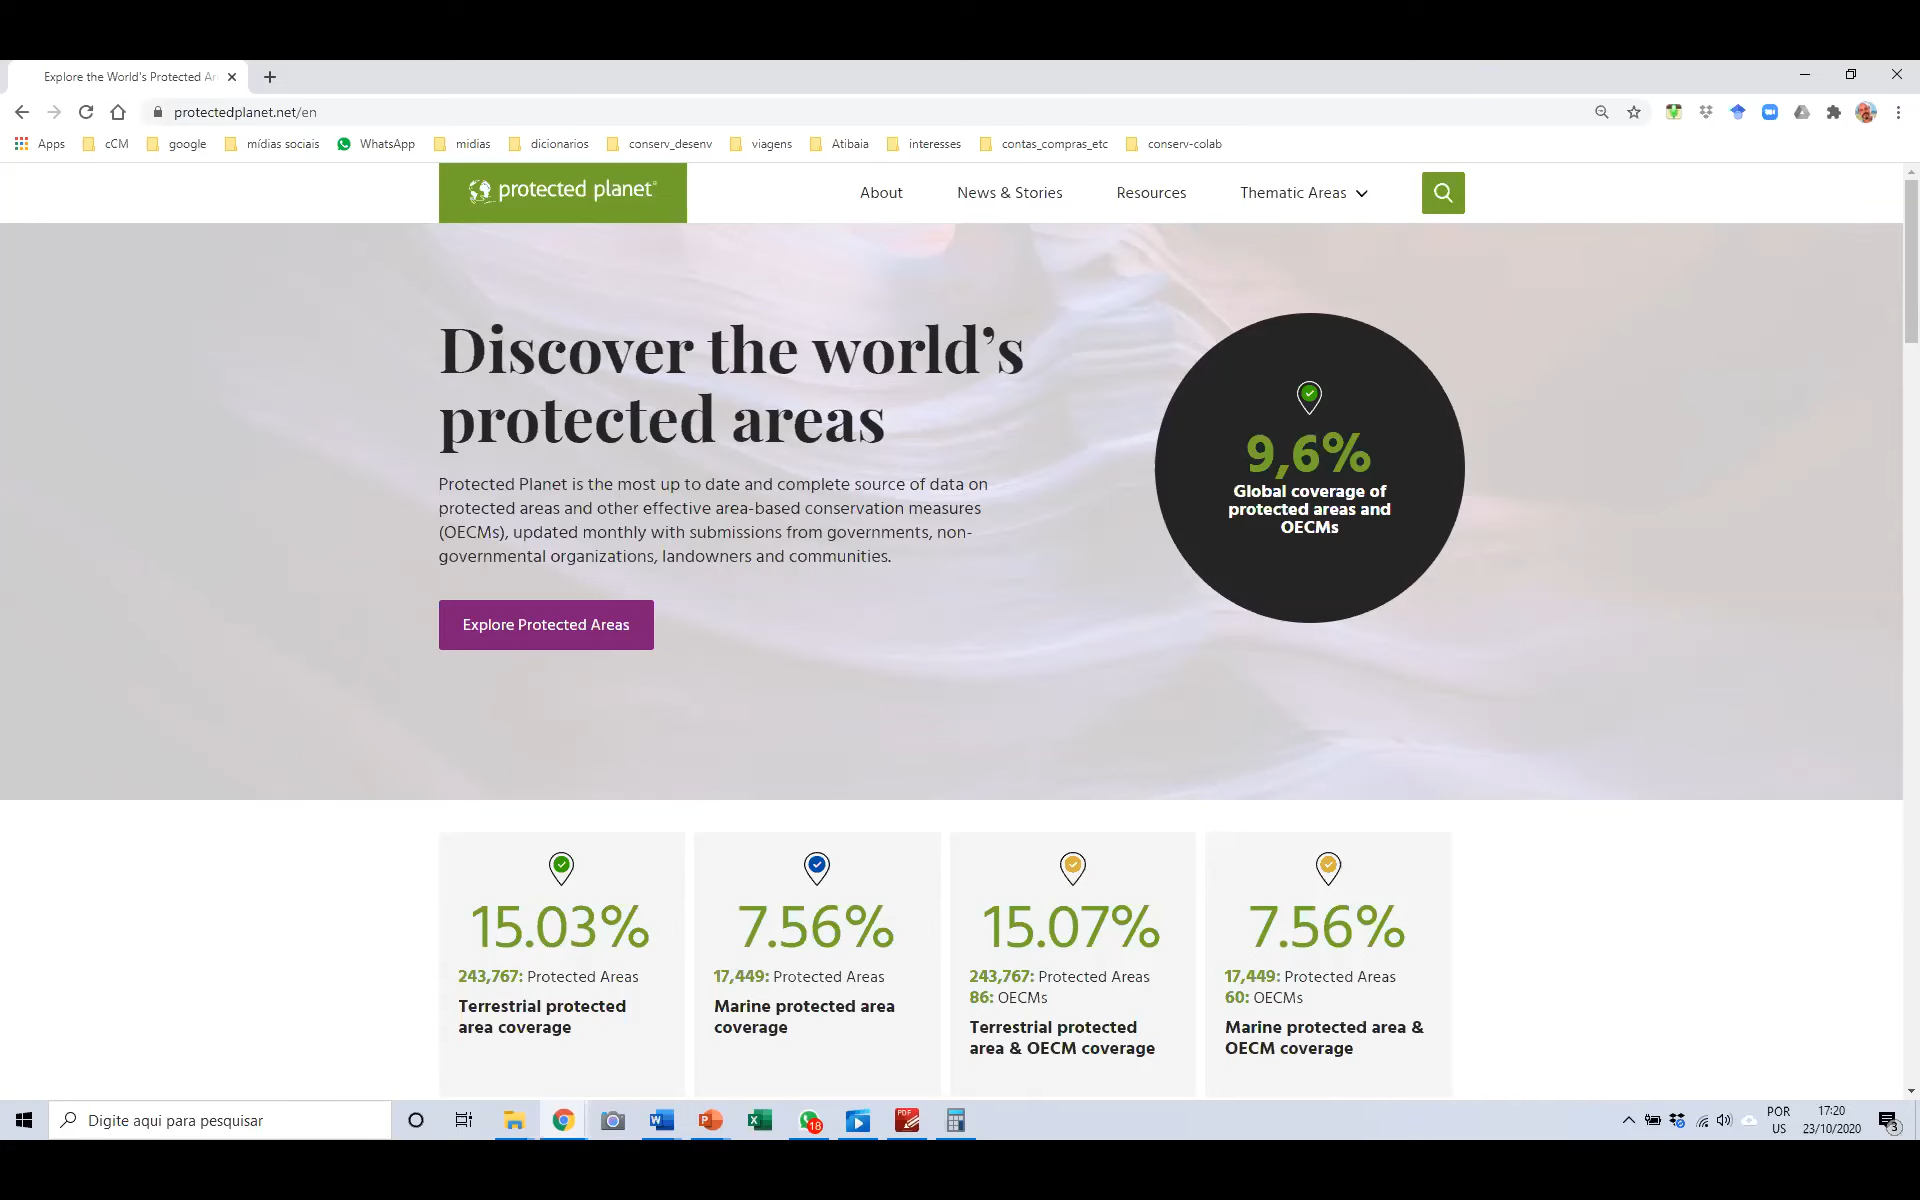 Explore the World's Protected Ar
protectedplanet.net/en
Apps cCM google mídias sociais WhatsApp midias dicionarios conserv_desenv viagens Atibaia interesses contas_compras_etc conserv-colab
protected planet
About News & Stories Resources Thematic Areas
Discover the world’s
protected areas
Protected Planet is the most up to date and complete source of data on
protected areas and other effective area-based conservation measures
(OECMs), updated monthly with submissions from governments, non-
governmental organizations, landowners and communities.
Explore Protected Areas
9,6%
Global coverage of
protected areas and
OECMs
15.03%
243,767: Protected Areas
Terrestrial protected
area coverage
7.56%
17,449: Protected Areas
Marine protected area
coverage
15.07%
243,767: Protected Areas
86: OECMs
Terrestrial protected
area & OECM coverage
7.56%
17,449: Protected Areas
60: OECMs
Marine protected area &
OECM coverage
Digite aqui para pesquisar
18
PDF
POR
US
17:20
23/10/2020
3